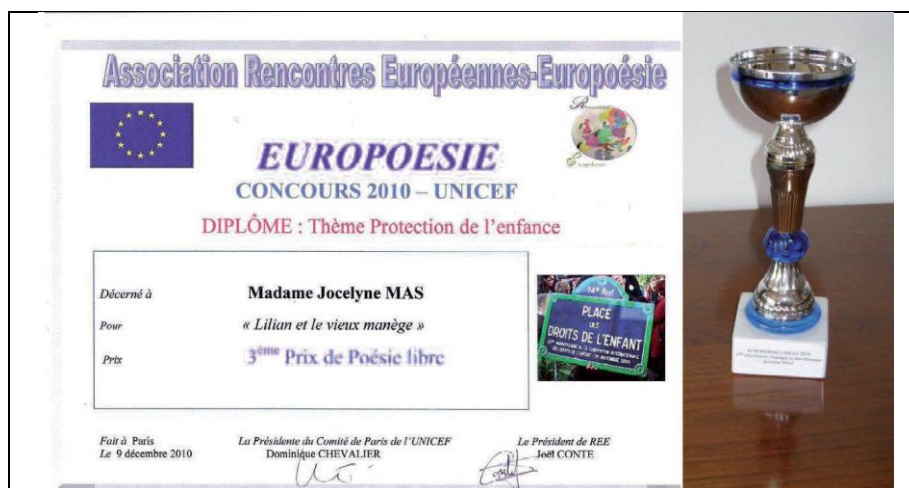 Association Rencontres Européennes-Europoésie
EUROPOESIE
CONCOURS 2010 – UNICEF
DIPLÔME : Thème Protection de l'enfance
Décerné à Madame Jocelyne MAS
Pour « Lilian et le vieux manège »
Prix 3ème Prix de Poésie libre
14e Arrt
PLACE
DES
DROITS DE L'ENFANT
Fait à Paris
Le 9 décembre 2010
La Présidente du Comité de Paris de l'UNICEF
Dominique CHEVALIER
Le Président de REE
Joël CONTE